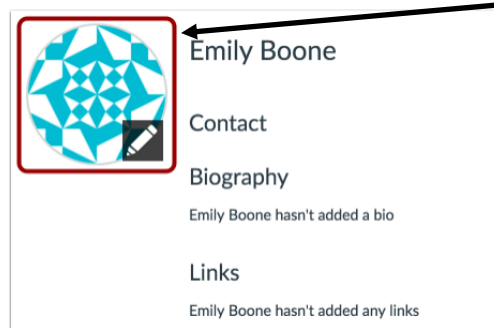 Emily Boone
Contact
Biography
Emily Boone hasn't added a bio
Links
Emily Boone hasn't added any links